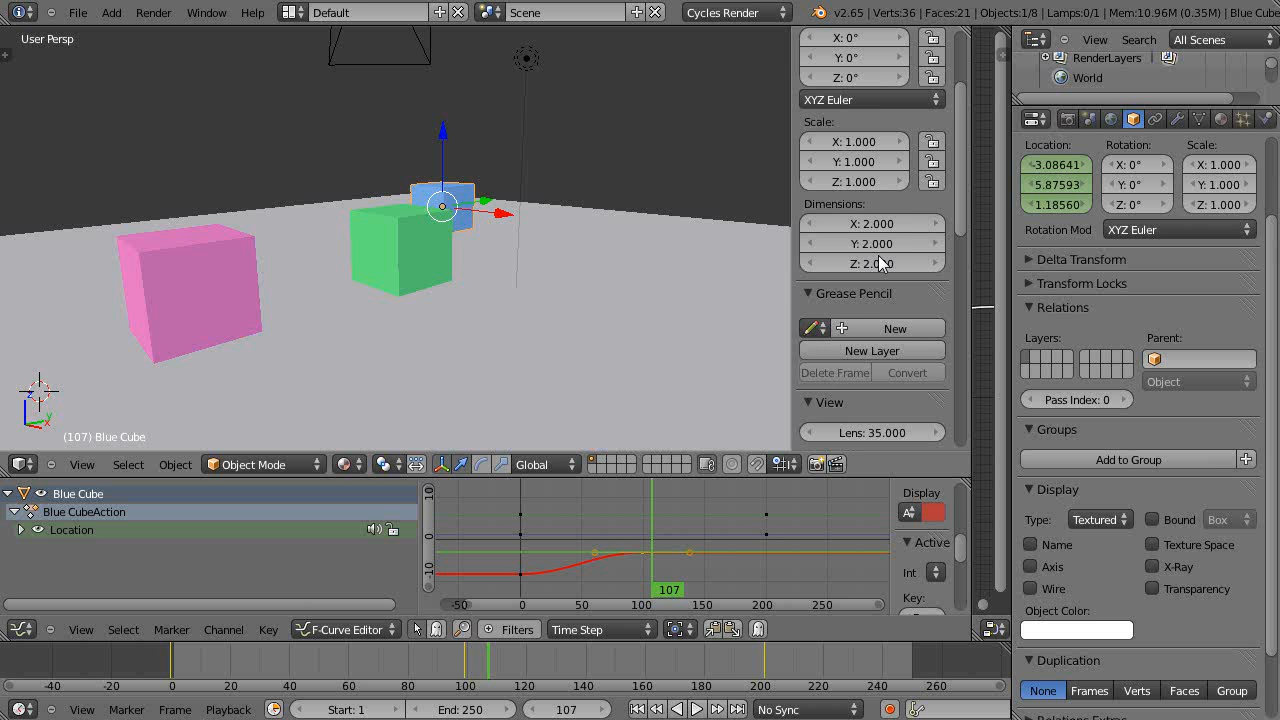 Add Render Window Help Default Scene Cycles Render v2.65 | Verts:36 | Faces:21 | Objects:1/8 | Lamps:0/1 | Mem:10.96M (0.35M) | Blue Cube
User Persp
(107) Blue Cube
View Select Object Object Mode Global
X: 0°
Y: 0°
Z: 0°
XYZ Euler
Scale:
X: 1.000
Y: 1.000
Z: 1.000
Dimensions:
X: 2.000
Y: 2.000
Grease Pencil
New
New Layer
Delete Frame Convert
View
Lens: 35.000
Blue Cube
Blue CubeAction
Location
10
0
-10
107
-50 0 50 100 150 200 250
Display
Active
Int
Key:
View Select Marker Channel Key F-Curve Editor Filters Time Step
-40 -20 0 20 40 60 80 100 120 140 160 180 200 220 240 260
View Marker Frame Playback Start: 1 End: 250 107 No Sync
View Search All Scenes
RenderLayers
World
Location: Rotation: Scale:
-3.08641 X: 0° X: 1.000
5.87593 Y: 0° Y: 1.000
1.18560 Z: 0° Z: 1.000
Rotation Mod XYZ Euler
Delta Transform
Transform Locks
Relations
Layers: Parent:
Object
Pass Index: 0
Groups
Add to Group
Display
Type: Textured Bound Box
Name Texture Space
Axis X-Ray
Wire Transparency
Object Color:
Duplication
None Frames Verts Faces Group